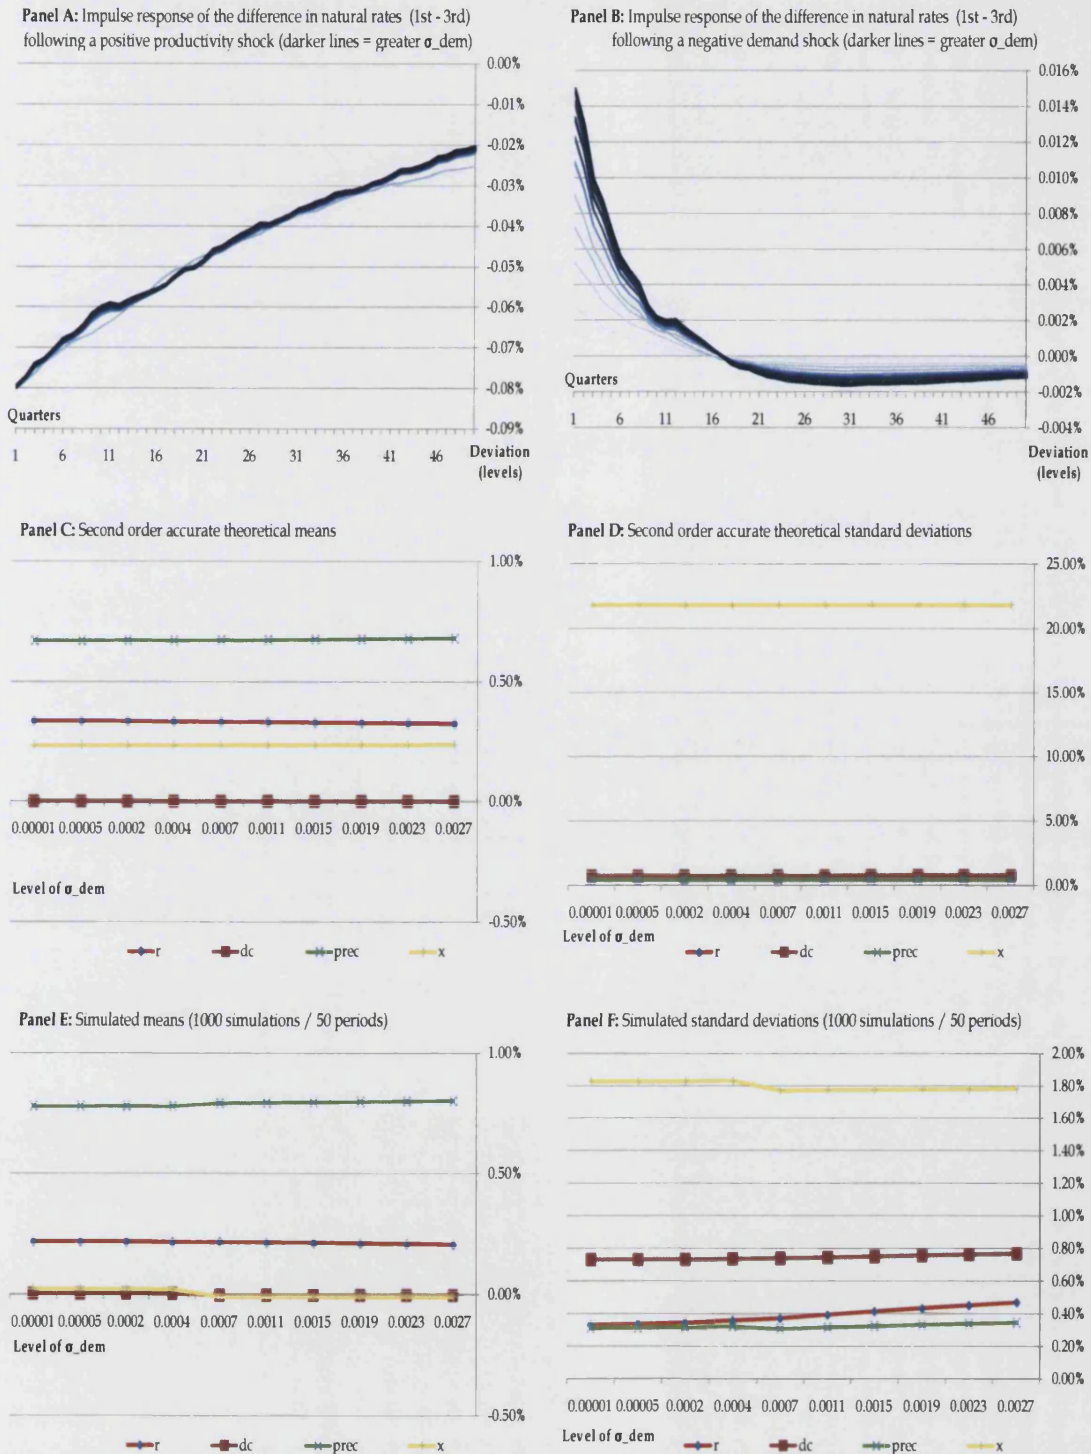 Panel A: Impulse response of the difference in natural rates (1st - 3rd)
following a positive productivity shock (darker lines = greater σ_dem)
0.00%
-0.01%
-0.02%
-0.03%
-0.04%
-0.05%
-0.06%
-0.07%
-0.08%
-0.09%
Quarters
1 6 11 16 21 26 31 36 41 46
Deviation
(levels)
Panel B: Impulse response of the difference in natural rates (1st - 3rd)
following a negative demand shock (darker lines = greater σ_dem)
0.016%
0.014%
0.012%
0.010%
0.008%
0.006%
0.004%
0.002%
0.000%
-0.002%
-0.004%
Quarters
1 6 11 16 21 26 31 36 41 46
Deviation
(levels)
Panel C: Second order accurate theoretical means
1.00%
0.50%
0.00%
-0.50%
0.00001 0.00005 0.0002 0.0004 0.0007 0.0011 0.0015 0.0019 0.0023 0.0027
Level of σ_dem
r dc prec x
Panel D: Second order accurate theoretical standard deviations
25.00%
20.00%
15.00%
10.00%
5.00%
0.00%
0.00001 0.00005 0.0002 0.0004 0.0007 0.0011 0.0015 0.0019 0.0023 0.0027
Level of σ_dem
r dc prec x
Panel E: Simulated means (1000 simulations / 50 periods)
1.00%
0.50%
0.00%
-0.50%
0.00001 0.00005 0.0002 0.0004 0.0007 0.0011 0.0015 0.0019 0.0023 0.0027
Level of σ_dem
r dc prec x
Panel F: Simulated standard deviations (1000 simulations / 50 periods)
2.00%
1.80%
1.60%
1.40%
1.20%
1.00%
0.80%
0.60%
0.40%
0.20%
0.00%
0.00001 0.00005 0.0002 0.0004 0.0007 0.0011 0.0015 0.0019 0.0023 0.0027
Level of σ_dem
r dc prec x